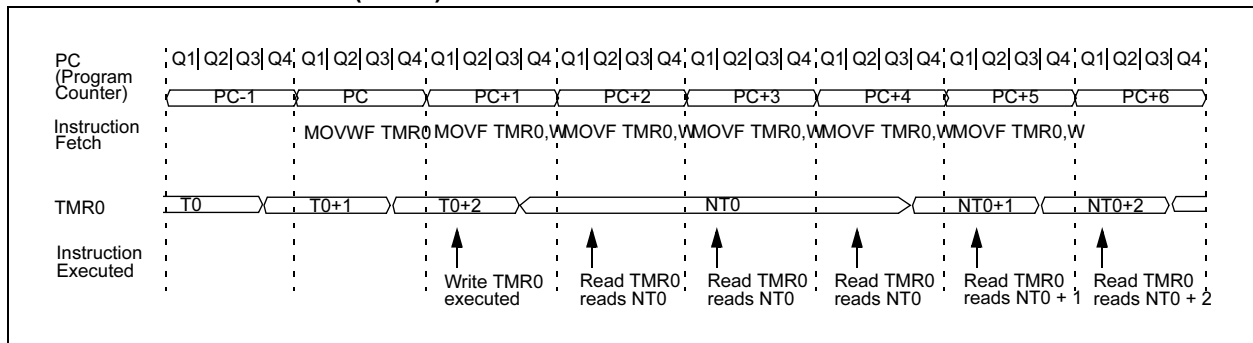 PC
(Program
Counter)
Q1| Q2| Q3| Q4 Q1| Q2| Q3| Q4 Q1| Q2| Q3| Q4 Q1| Q2| Q3| Q4 Q1| Q2| Q3| Q4 Q1| Q2| Q3| Q4 Q1| Q2| Q3| Q4 Q1| Q2| Q3| Q4
PC-1 PC PC+1 PC+2 PC+3 PC+4 PC+5 PC+6
Instruction
Fetch
MOVWF TMR0 MOVF TMR0,W MOVF TMR0,W MOVF TMR0,W MOVF TMR0,W MOVF TMR0,W
TMR0 T0 T0+1 T0+2 NT0 NT0+1 NT0+2
Instruction
Executed
Write TMR0
executed
Read TMR0
reads NT0
Read TMR0
reads NT0
Read TMR0
reads NT0
Read TMR0
reads NT0 + 1
Read TMR0
reads NT0 + 2